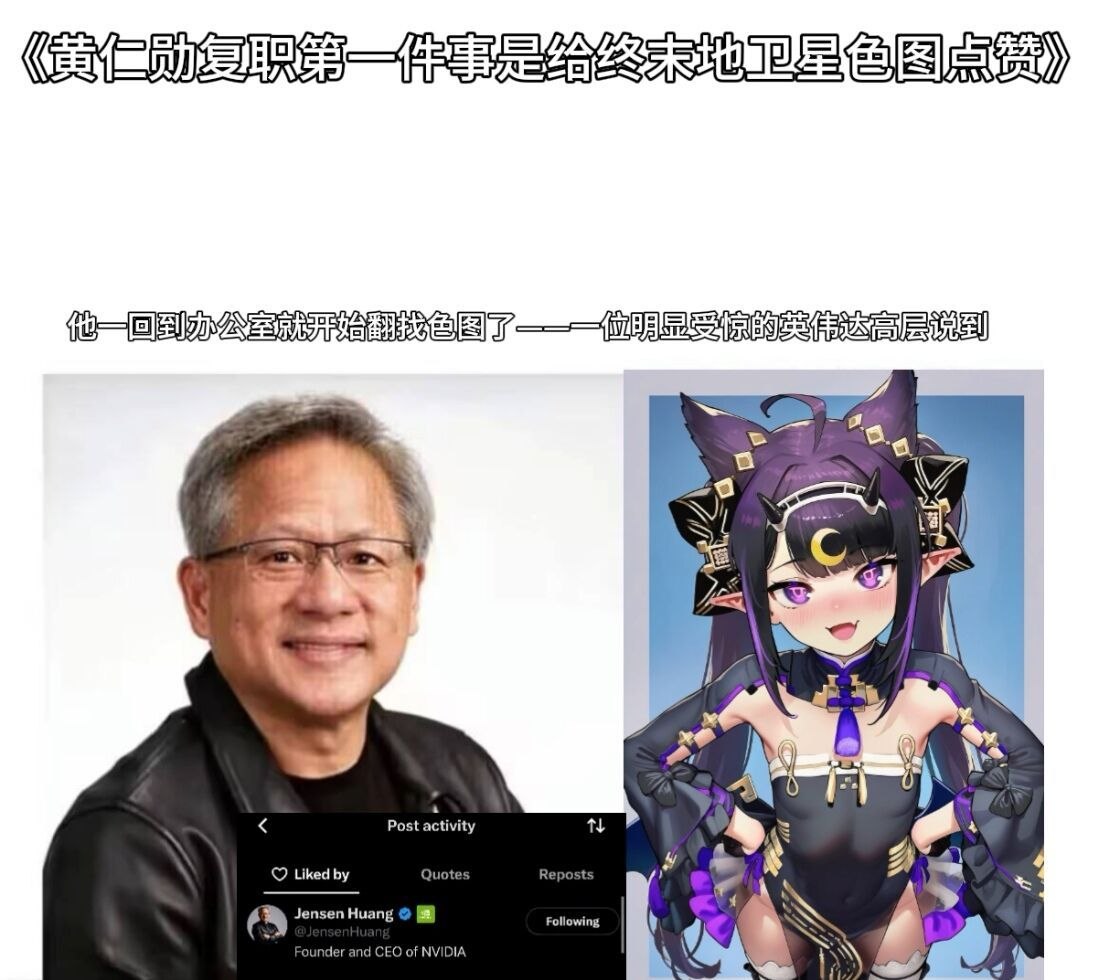 《黄仁勋复职第一件事是给终末地卫星色图点赞》
他一回到办公室就开始翻找色图了——一位明显受惊的英伟达高层说到
Post activity
Liked by Quotes Reposts
Jensen Huang
@JensenHuang
Following
Founder and CEO of NVIDIA